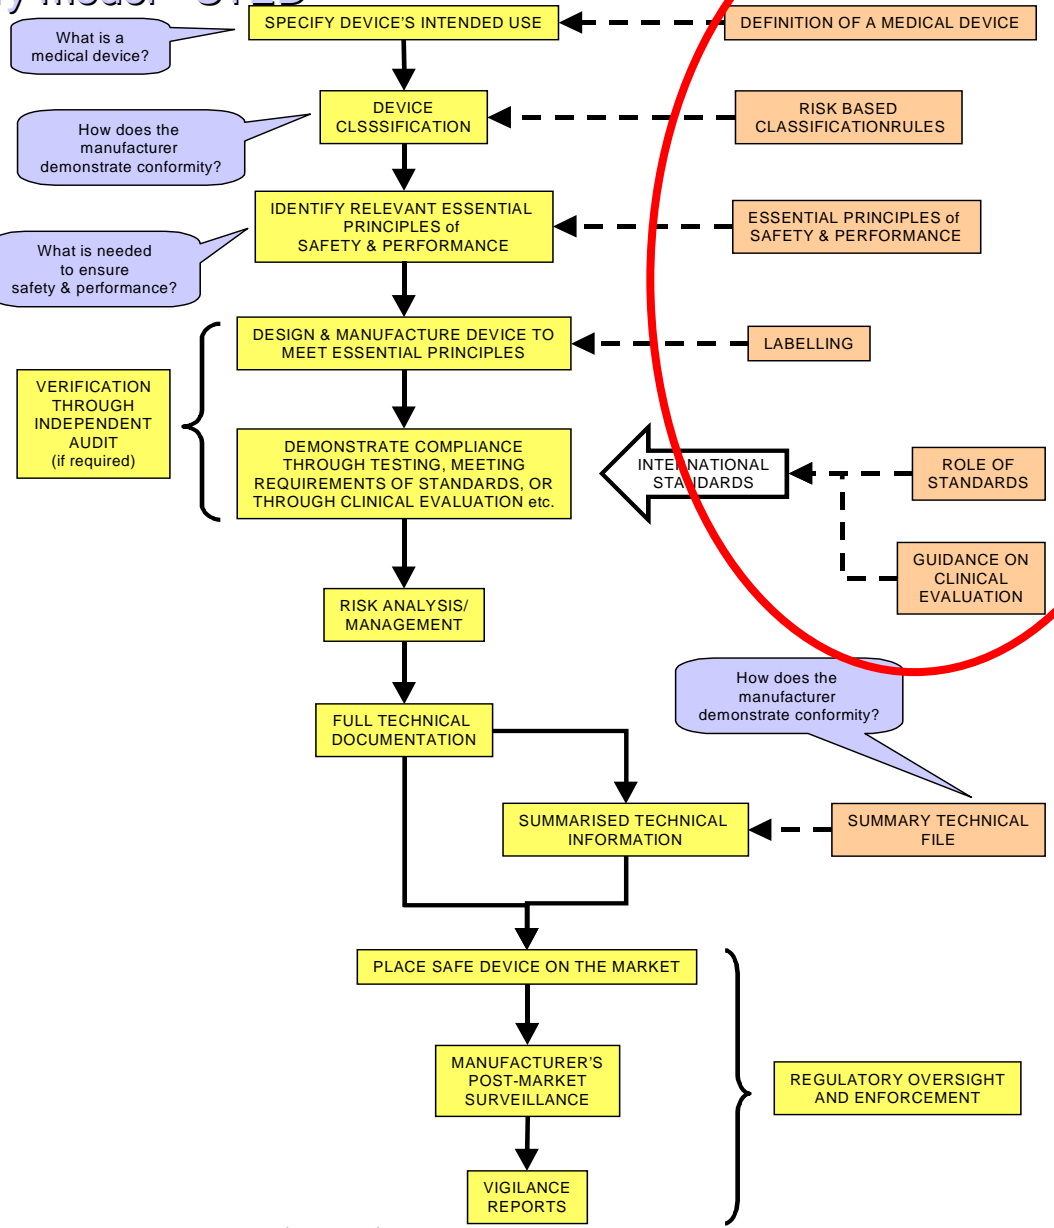 SPECIFY DEVICE'S INTENDED USE
DEFINITION OF A MEDICAL DEVICE
What is a
medical device?
DEVICE
CLSSSIFICATION
RISK BASED
CLASSIFICATIONRULES
How does the
manufacturer
demonstrate conformity?
IDENTIFY RELEVANT ESSENTIAL
PRINCIPLES of
SAFETY & PERFORMANCE
ESSENTIAL PRINCIPLES of
SAFETY & PERFORMANCE
What is needed
to ensure
safety & performance?
DESIGN & MANUFACTURE DEVICE TO
MEET ESSENTIAL PRINCIPLES
LABELLING
VERIFICATION
THROUGH
INDEPENDENT
AUDIT
(if required)
DEMONSTRATE COMPLIANCE
THROUGH TESTING, MEETING
REQUIREMENTS OF STANDARDS, OR
THROUGH CLINICAL EVALUATION etc.
INTERNATIONAL
STANDARDS
ROLE OF
STANDARDS
GUIDANCE ON
CLINICAL
EVALUATION
RISK ANALYSIS/
MANAGEMENT
How does the
manufacturer
demonstrate conformity?
FULL TECHNICAL
DOCUMENTATION
SUMMARISED TECHNICAL
INFORMATION
SUMMARY TECHNICAL
FILE
PLACE SAFE DEVICE ON THE MARKET
MANUFACTURER'S
POST-MARKET
SURVEILLANCE
REGULATORY OVERSIGHT
AND ENFORCEMENT
VIGILANCE
REPORTS